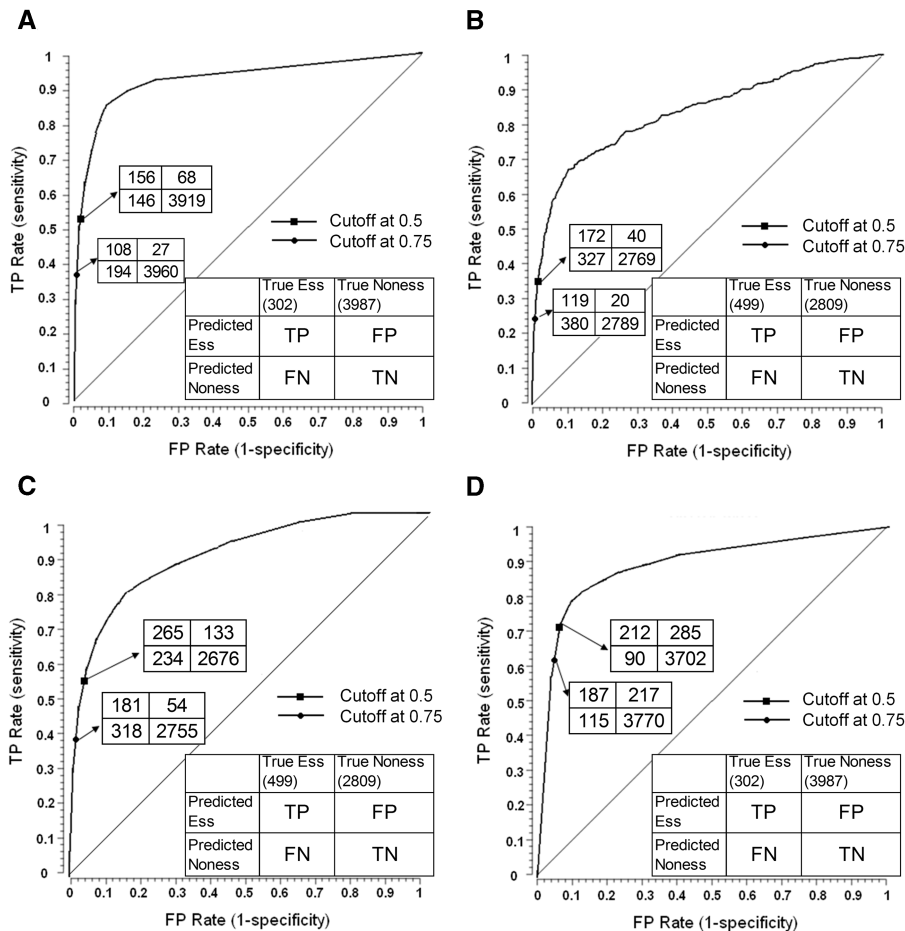 A
1
0.9
0.8
0.7
0.6
0.5
0.4
0.3
0.2
0.1
0
TP Rate (sensitivity)
156 68
146 3919
108 27
194 3960
Cutoff at 0.5
Cutoff at 0.75
True Ess (302) True Noness (3987)
Predicted Ess TP FP
Predicted Noness FN TN
0 0.1 0.2 0.3 0.4 0.5 0.6 0.7 0.8 0.9 1
FP Rate (1-specificity)
B
1
0.9
0.8
0.7
0.6
0.5
0.4
0.3
0.2
0.1
0
TP Rate (sensitivity)
172 40
327 2769
119 20
380 2789
Cutoff at 0.5
Cutoff at 0.75
True Ess (499) True Noness (2809)
Predicted Ess TP FP
Predicted Noness FN TN
0 0.1 0.2 0.3 0.4 0.5 0.6 0.7 0.8 0.9 1
FP Rate (1-specificity)
C
1
0.9
0.8
0.7
0.6
0.5
0.4
0.3
0.2
0.1
0
TP Rate (sensitivity)
265 133
234 2676
181 54
318 2755
Cutoff at 0.5
Cutoff at 0.75
True Ess (499) True Noness (2809)
Predicted Ess TP FP
Predicted Noness FN TN
0 0.1 0.2 0.3 0.4 0.5 0.6 0.7 0.8 0.9 1
FP Rate (1-specificity)
D
1
0.9
0.8
0.7
0.6
0.5
0.4
0.3
0.2
0.1
0
TP Rate (sensitivity)
212 285
90 3702
187 217
115 3770
Cutoff at 0.5
Cutoff at 0.75
True Ess (302) True Noness (3987)
Predicted Ess TP FP
Predicted Noness FN TN
0 0.1 0.2 0.3 0.4 0.5 0.6 0.7 0.8 0.9 1
FP Rate (1-specificity)